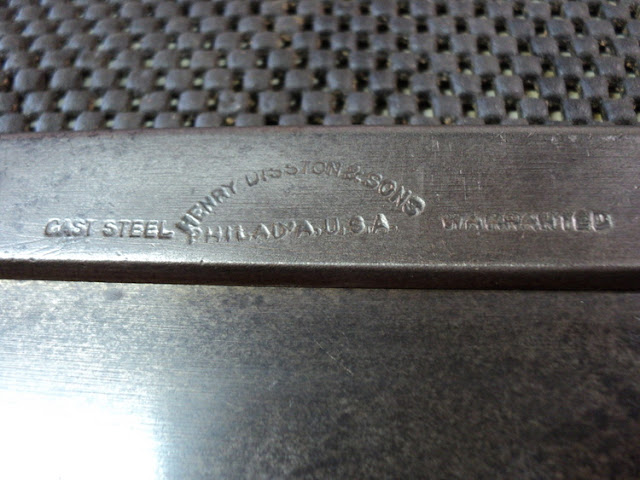 HENRY DISSTON & SONS
CAST STEEL PHILAD'A, U.S.A. WARRANTED